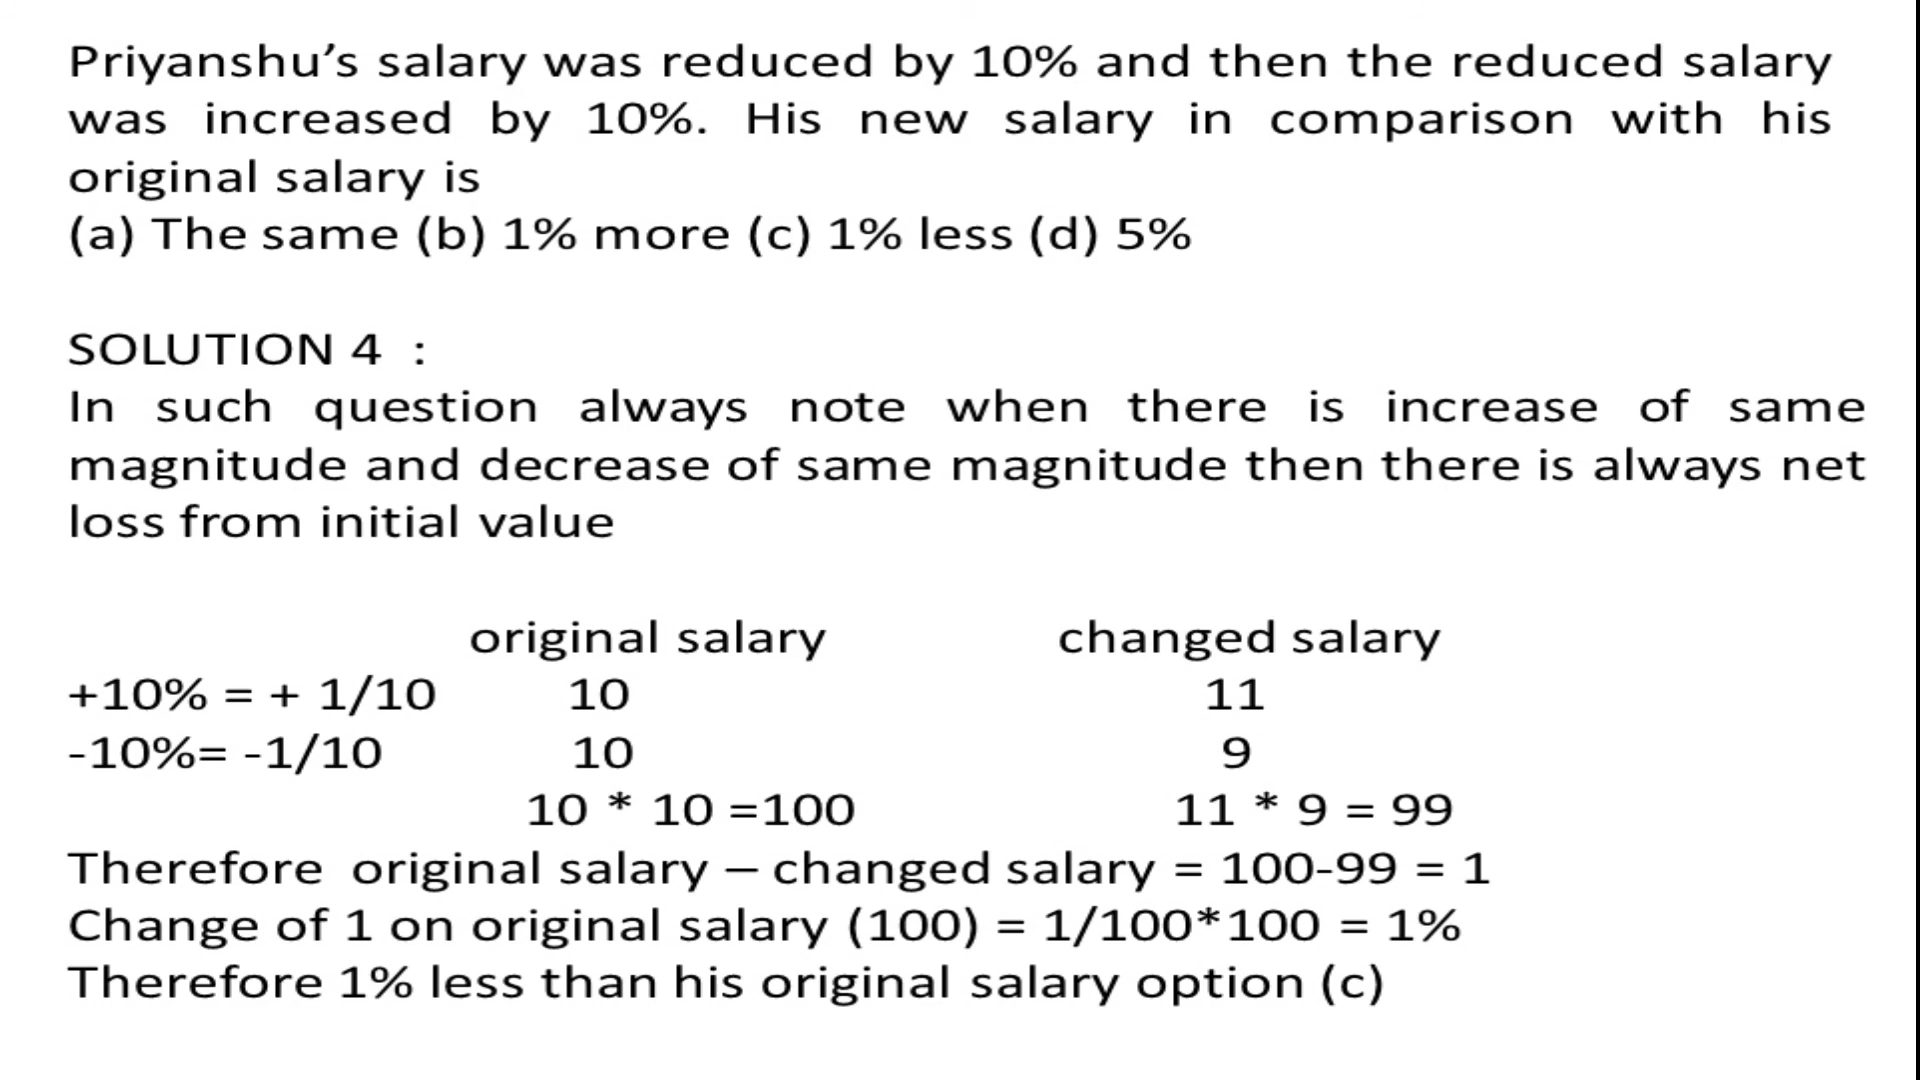 Priyanshu’s salary was reduced by 10% and then the reduced salary
was increased by 10%. His new salary in comparison with his
original salary is
(a) The same (b) 1% more (c) 1% less (d) 5%
SOLUTION 4 :
In such question always note when there is increase of same
magnitude and decrease of same magnitude then there is always net
loss from initial value
original salary changed salary
+10% = + 1/10 10 11
-10%= -1/10 10 9
10 * 10 =100 11 * 9 = 99
Therefore original salary – changed salary = 100-99 = 1
Change of 1 on original salary (100) = 1/100*100 = 1%
Therefore 1% less than his original salary option (c)